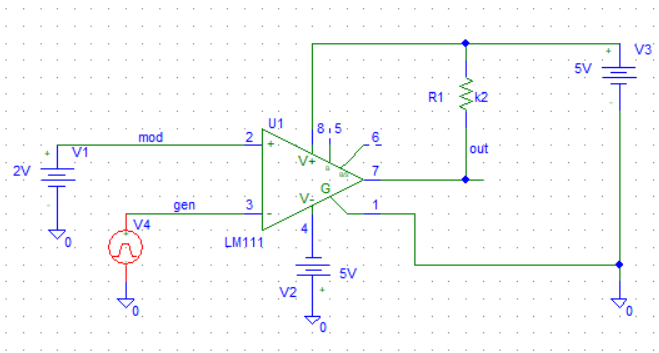 V3
5V
R1
k2
U1
mod
2
8
5
6
+
V+
V1
2V
out
7
gen
3
G
V-
1
V4
LM111
4
5V
V2
0
0
0
0